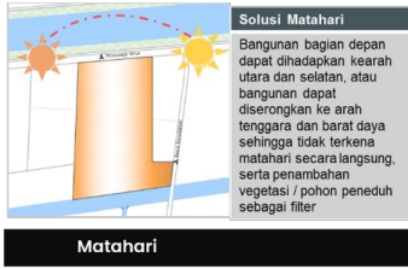 Solusi Matahari
Bangunan bagian depan
dapat dihadapkan kearah
utara dan selatan, atau
bangunan dapat
diserongkan ke arah
tenggara dan barat daya
sehingga tidak terkena
matahari secara langsung,
serta penambahan
vegetasi / pohon peneduh
sebagai filter
Matahari